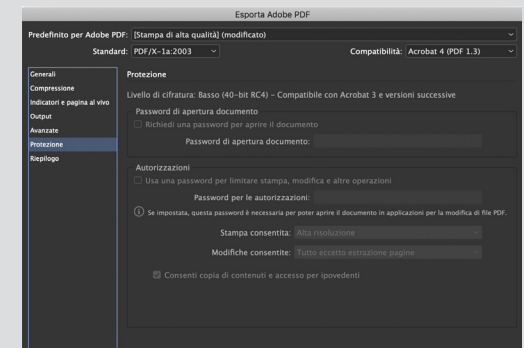 Esporta Adobe PDF
Predefinito per Adobe PDF: [Stampa di alta qualità] (modificato)
Standard: PDF/X-1a:2003 Compatibilità: Acrobat 4 (PDF 1.3)
Generali
Compressione
Indicatori e pagina al vivo
Output
Avanzate
Protezione
Riepilogo
Protezione
Livello di cifratura: Basso (40-bit RC4) - Compatibile con Acrobat 3 e versioni successive
Password di apertura documento
Richiedi una password per aprire il documento
Password di apertura documento:
Autorizzazioni
Usa una password per limitare stampa, modifica e altre operazioni
Password per le autorizzazioni:
Se impostata, questa password è necessaria per poter aprire il documento in applicazioni per la modifica di file PDF.
Stampa consentita: Alta risoluzione
Modifiche consentite: Tutto eccetto estrazione pagine
Consenti copia di contenuti e accesso per ipovedenti